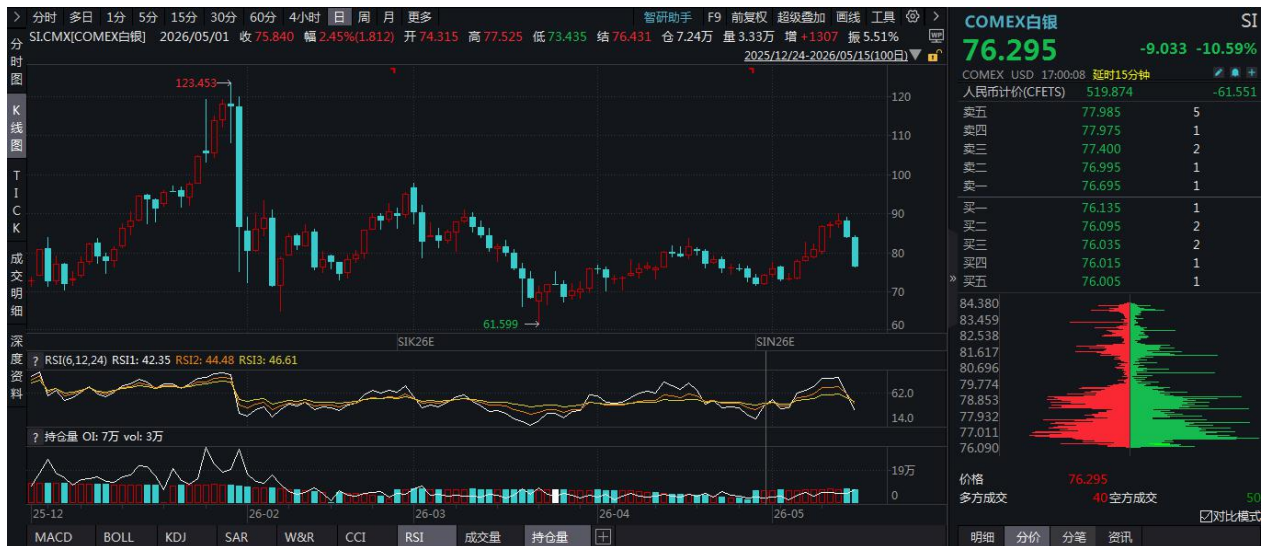 分时 多日 1分 5分 15分 30分 60分 4小时 日 周 月 更多 智研助手 F9 前复权 超级叠加 画线 工具
SI.CMX[COMEX白银] 2026/05/01 收75.840 幅2.45%(1.812) 开74.315 高77.525 低73.435 结76.431 仓7.24万 量3.33万 增+1307 振5.51%
2025/12/24-2026/05/15(100日)
分时图
K线图
TICK
成交明细
深度资料
123.453
120
110
100
90
80
70
60
61.599
SIK26E
SIN26E
? RSI(6,12,24) RSI1: 42.35 RSI2: 44.48 RSI3: 46.61
62.0
14.0
? 持仓量 OI: 7万 vol: 3万
19万
0
25-12 26-02 26-03 26-04 26-05
MACD BOLL KDJ SAR W&R CCI RSI 成交量 持仓量
COMEX白银 SI
76.295 -9.033 -10.59%
COMEX USD 17:00:08 延时15分钟
人民币计价(CFETS) 519.874 -61.551
卖五 77.985 5
卖四 77.975 1
卖三 77.400 2
卖二 76.995 1
卖一 76.695 1
买一 76.135 1
买二 76.095 2
买三 76.035 2
买四 76.015 1
买五 76.005 1
84.380
83.459
82.538
81.617
80.696
79.774
78.853
77.932
77.011
76.090
价格 76.295
多方成交 40 空方成交 50
对比模式
明细 分价 分笔 资讯